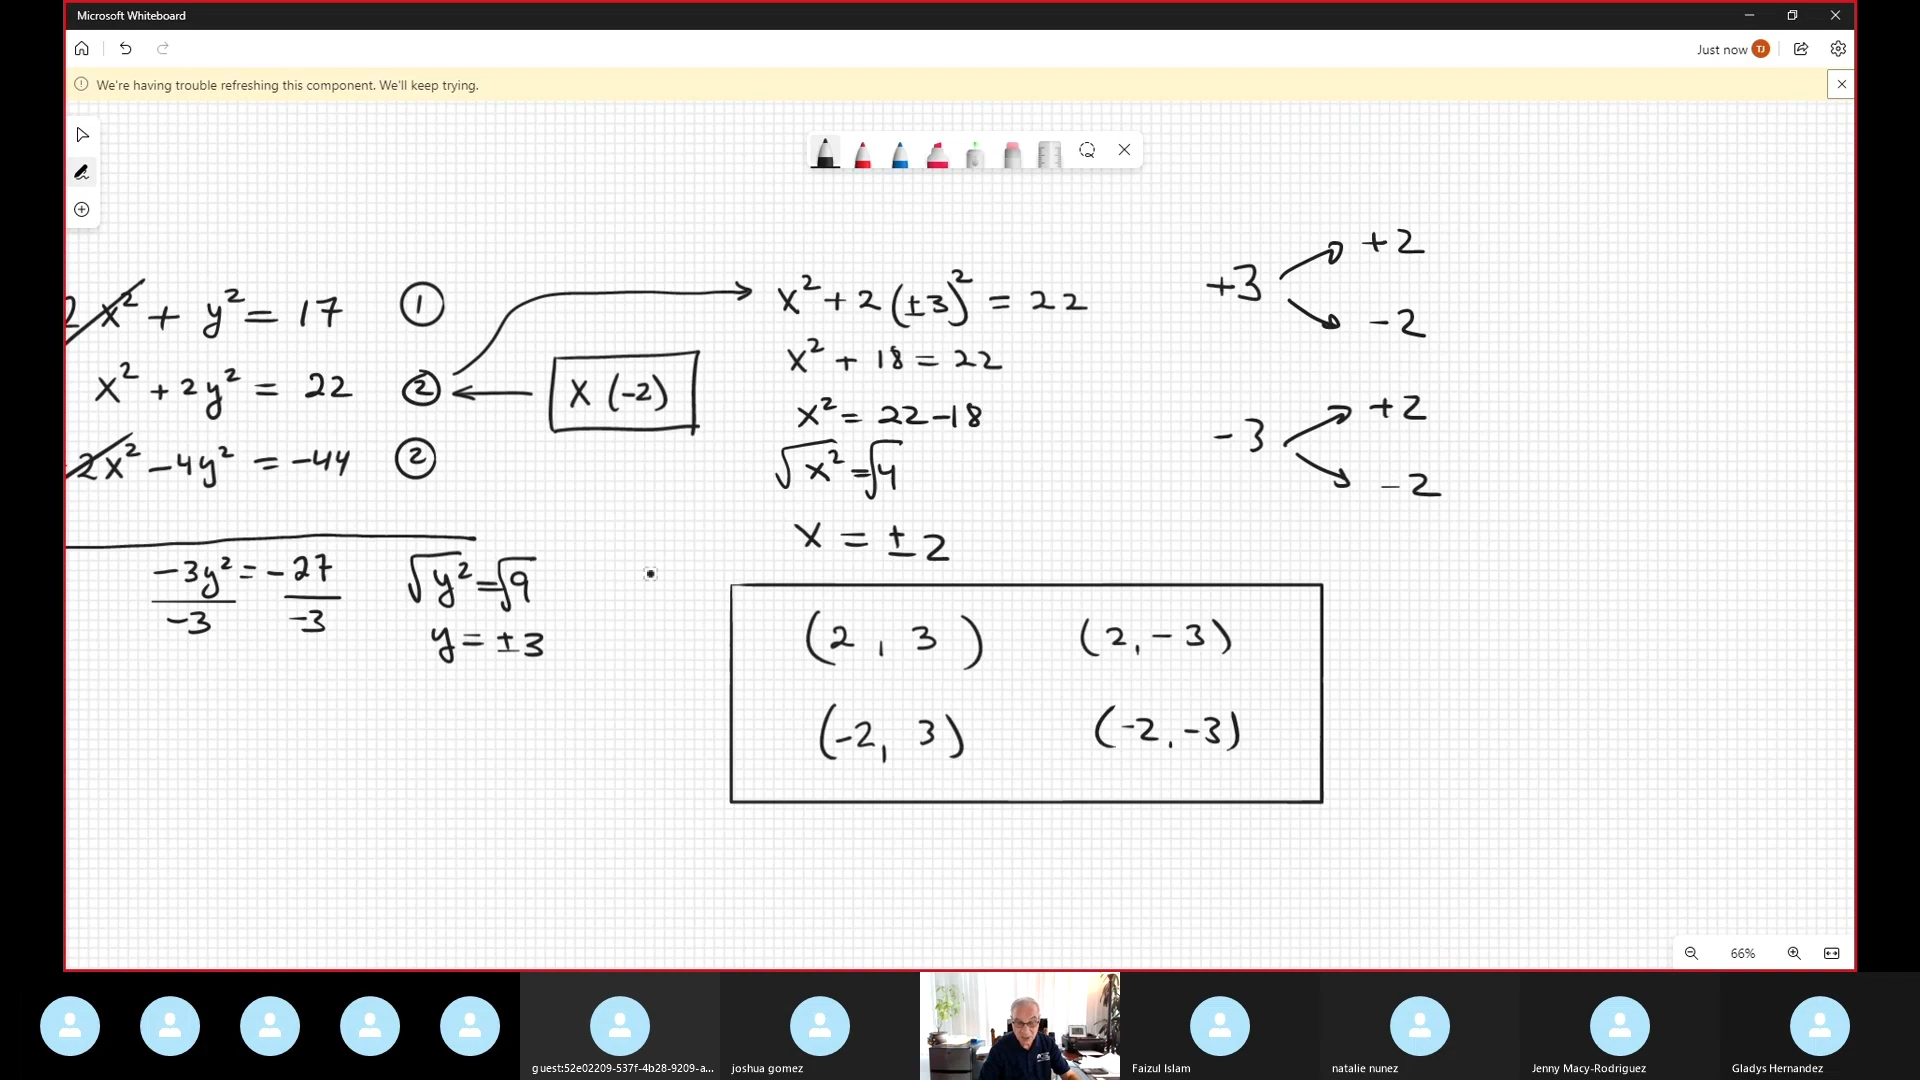 Microsoft Whiteboard
Just now TJ
We're having trouble refreshing this component. We'll keep trying.
2x² + y² = 17 ①
x² + 2y² = 22 ②
X (-2)
-2x² - 4y² = -44 ②
-3y² = -27
-3 -3
√y² = √9
y = ±3
x² + 2(±3)² = 22
x² + 18 = 22
x² = 22-18
√x² = √4
x = ±2
+3
+2
-2
-3
+2
-2
(2, 3) (2, -3)
(-2, 3) (-2, -3)
66%
guest:52e02209-537f-4b28-9209-a...
joshua gomez
Faizul Islam
natalie nunez
Jenny Macy-Rodriguez
Gladys Hernandez